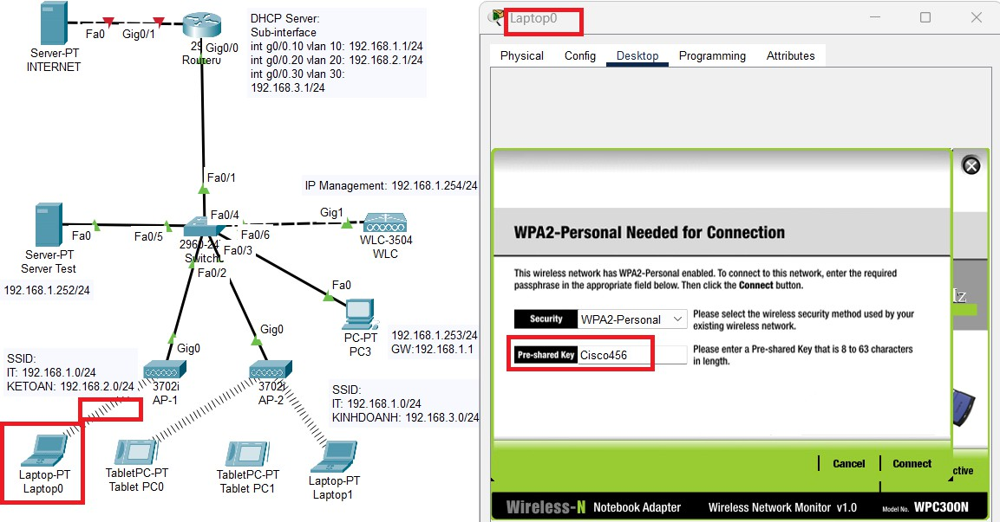 Server-PT
INTERNET
Fa0
Gig0/1
Gig0/0
Router0
DHCP Server:
Sub-interface
int g0/0.10 vlan 10: 192.168.1.1/24
int g0/0.20 vlan 20: 192.168.2.1/24
int g0/0.30 vlan 30:
192.168.3.1/24
Fa0/1
IP Management: 192.168.1.254/24
Fa0/4
Gig1
Fa0
Fa0/5
Fa0/6
Server-PT
Server Test
2960-24
Switch
Fa0/3
WLC-3504
WLC
Fa0/2
192.168.1.252/24
Fa0
Gig0
PC-PT
PC3
192.168.1.253/24
GW:192.168.1.1
Gig0
SSID:
IT: 192.168.1.0/24
KETOAN: 192.168.2.0/24
3702i
AP-1
3702i
AP-2
SSID:
IT: 192.168.1.0/24
KINHDOANH: 192.168.3.0/24
Laptop-PT
Laptop0
TabletPC-PT
Tablet PC0
TabletPC-PT
Tablet PC1
Laptop-PT
Laptop1
Laptop0
Physical Config Desktop Programming Attributes
WPA2-Personal Needed for Connection
This wireless network has WPA2-Personal enabled. To connect to this network, enter the required
passphrase in the appropriate field below. Then click the Connect button.
Security WPA2-Personal
Please select the wireless security method used by your
existing wireless network.
Pre-shared Key Cisco456
Please enter a Pre-shared Key that is 8 to 63 characters
in length.
Cancel Connect
Wireless-N Notebook Adapter Wireless Network Monitor v1.0 Model No. WPC300N